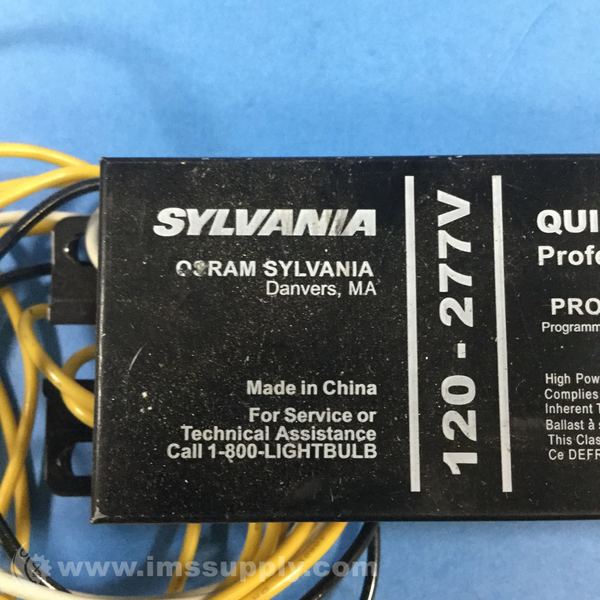 SYLVANIA
OSRAM SYLVANIA
Danvers, MA
Made in China
For Service or
Technical Assistance
Call 1-800-LIGHTBULB
120-277V
QUI
Profe
PRO
Programm
High Pow
Complies
Inherent T
Ballast à s
This Clas
Ce DEFR
www.imssupply.com